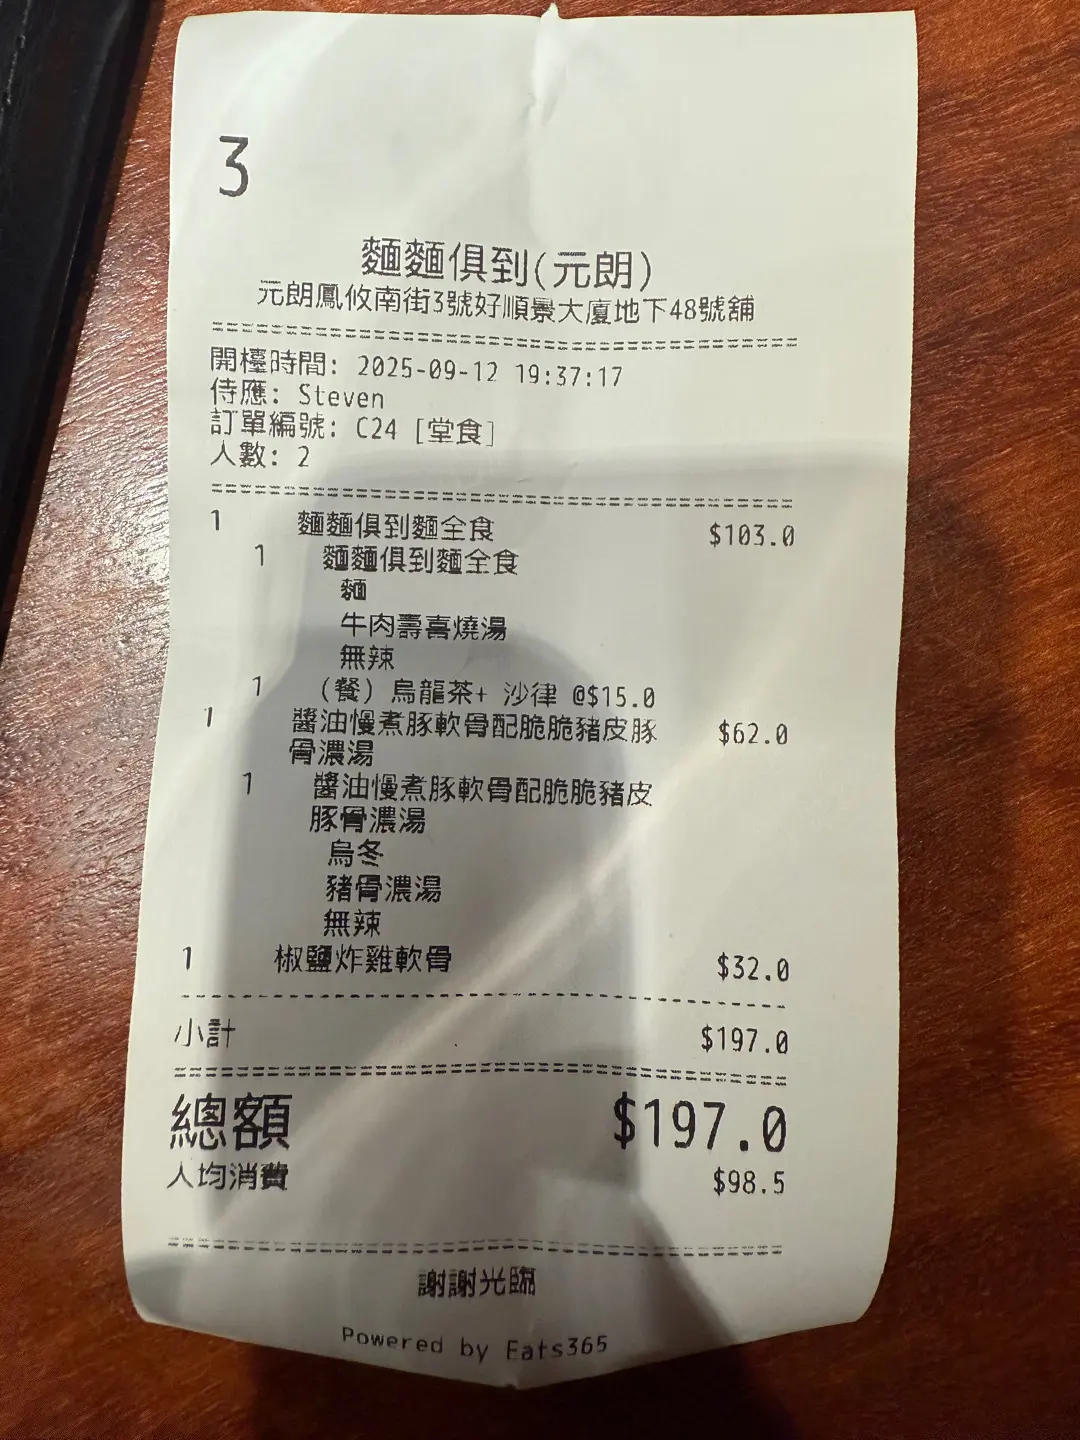 3
麵麵俱到(元朗)
元朗鳳攸南街3號好順景大廈地下48號舖
開檯時間: 2025-09-12 19:37:17
侍應: Steven
訂單編號: C24 [堂食]
人數: 2
1 麵麵俱到麵全食 $103.0
1 麵麵俱到麵全食
麵
牛肉壽喜燒湯
無辣
1 (餐) 烏龍茶+ 沙律 @$15.0
1 醬油慢煮豚軟骨配脆脆豬皮豚 $62.0
骨濃湯
1 醬油慢煮豚軟骨配脆脆豬皮
豚骨濃湯
烏冬
豬骨濃湯
無辣
1 椒鹽炸雞軟骨 $32.0
小計 $197.0
總額 $197.0
人均消費 $98.5
謝謝光臨
Powered by Eats365